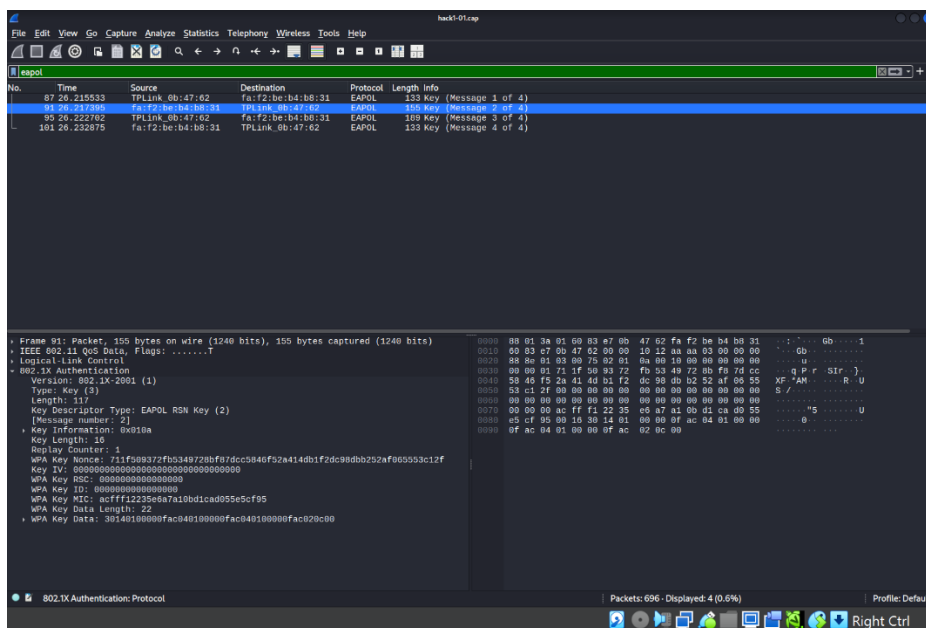 hack1-01.cap
File Edit View Go Capture Analyze Statistics Telephony Wireless Tools Help
eapol
No. Time Source Destination Protocol Length Info
87 26.215533 TPLink_0b:47:62 fa:f2:be:b4:b8:31 EAPOL 133 Key (Message 1 of 4)
91 26.217395 fa:f2:be:b4:b8:31 TPLink_0b:47:62 EAPOL 155 Key (Message 2 of 4)
95 26.222702 TPLink_0b:47:62 fa:f2:be:b4:b8:31 EAPOL 189 Key (Message 3 of 4)
101 26.232875 fa:f2:be:b4:b8:31 TPLink_0b:47:62 EAPOL 133 Key (Message 4 of 4)
Frame 91: Packet, 155 bytes on wire (1240 bits), 155 bytes captured (1240 bits)
IEEE 802.11 QoS Data, Flags: .......T
Logical-Link Control
802.1X Authentication
Version: 802.1X-2001 (1)
Type: Key (3)
Length: 117
Key Descriptor Type: EAPOL RSN Key (2)
[Message number: 2]
Key Information: 0x010a
Key Length: 16
Replay Counter: 1
WPA Key Nonce: 711f509372fb5349728bf87dcc5846f52a414db1f2dc98dbb252af065553c12f
Key IV: 00000000000000000000000000000000
WPA Key RSC: 0000000000000000
WPA Key ID: 0000000000000000
WPA Key MIC: acfff12235e6a7a10bd1cad055e5cf95
WPA Key Data Length: 22
WPA Key Data: 30140100000fac040100000fac040100000fac020c00
0000 88 01 3a 01 60 83 e7 0b 47 62 fa f2 be b4 b8 31
0010 60 83 e7 0b 47 62 00 00 10 12 aa aa 03 00 00 00
0020 88 8e 01 03 00 75 02 01 0a 00 10 00 00 00 00 00
0030 00 00 01 71 1f 50 93 72 fb 53 49 72 8b f8 7d cc
0040 58 46 f5 2a 41 4d b1 f2 dc 98 db b2 52 af 06 55
0050 53 c1 2f 00 00 00 00 00 00 00 00 00 00 00 00 00
0060 00 00 00 00 00 00 00 00 00 00 00 00 00 00 00 00
0070 00 00 00 ac ff f1 22 35 e6 a7 a1 0b d1 ca d0 55
0080 e5 cf 95 00 16 30 14 01 00 00 0f ac 04 01 00 00
0090 0f ac 04 01 00 00 0f ac 02 0c 00
802.1X Authentication: Protocol
Packets: 696 · Displayed: 4 (0.6%)
Profile: Defau
Right Ctrl